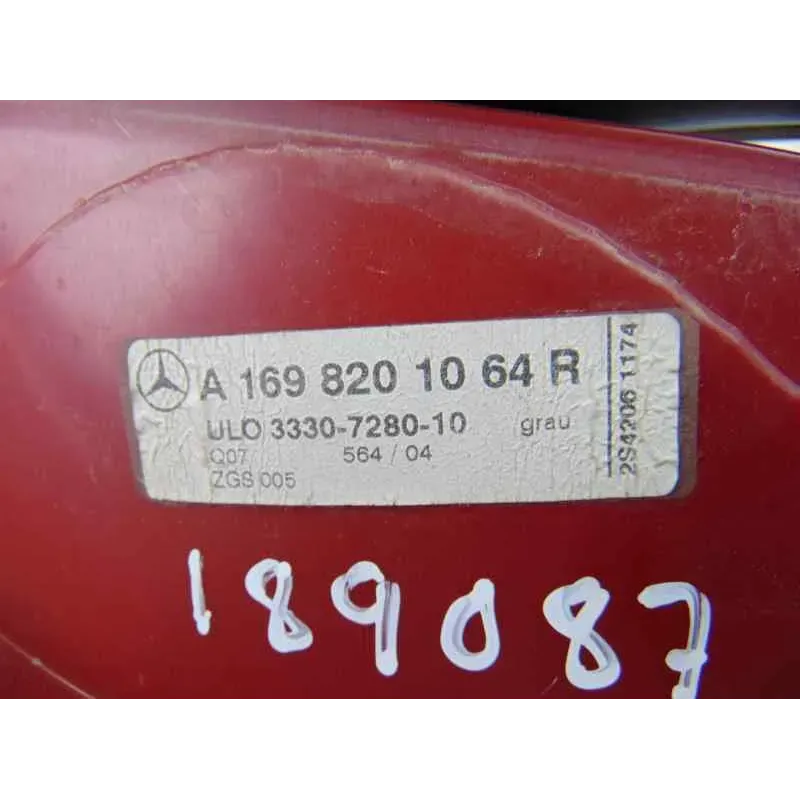 A 169 820 10 64 R
ULO 3330-7280-10 grau
Q07 564 / 04
ZGS 005
2S4206 1174
189087